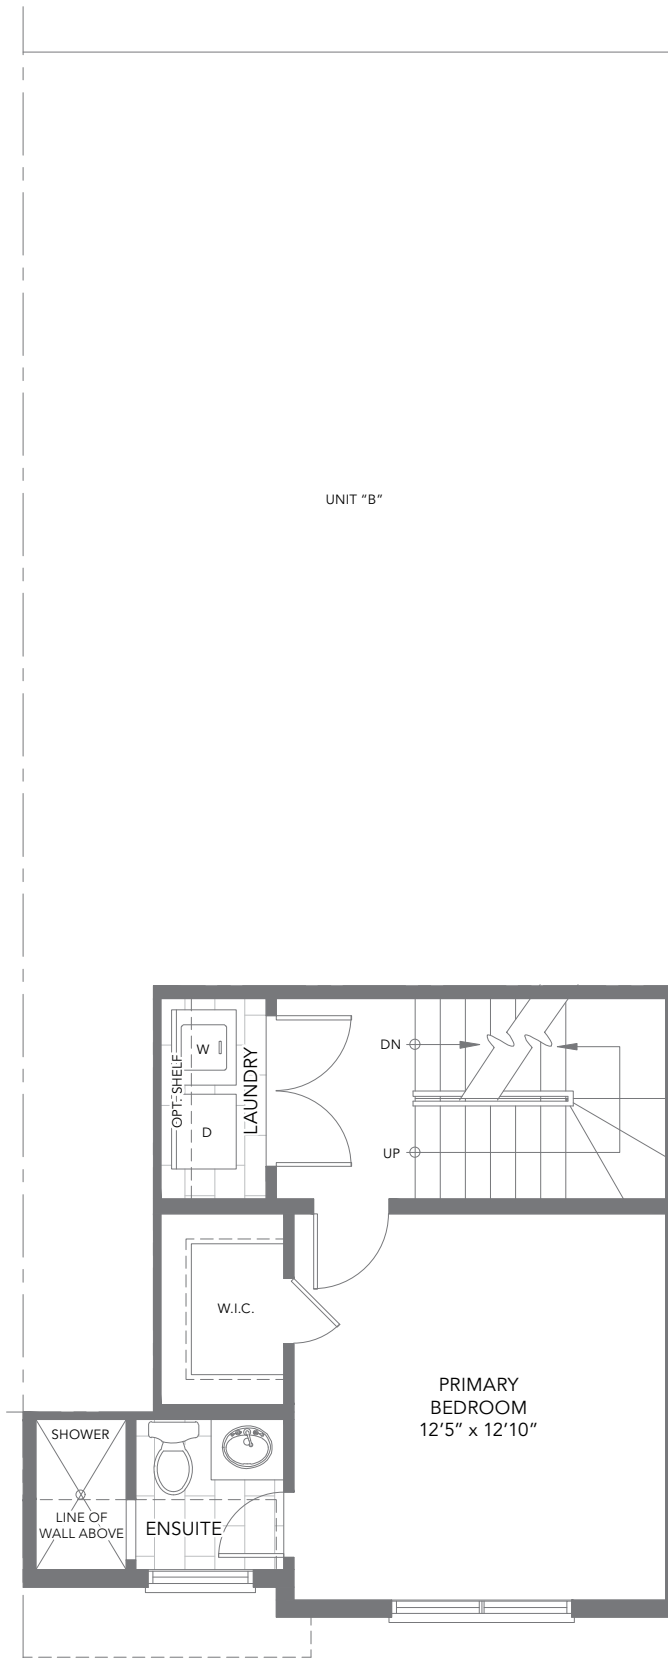 UNIT “B”
DN
UP
W
D
OPT. SHELF
LAUNDRY
W.I.C.
PRIMARY
BEDROOM
12’5” x 12’10”
SHOWER
LINE OF
WALL ABOVE
ENSUITE